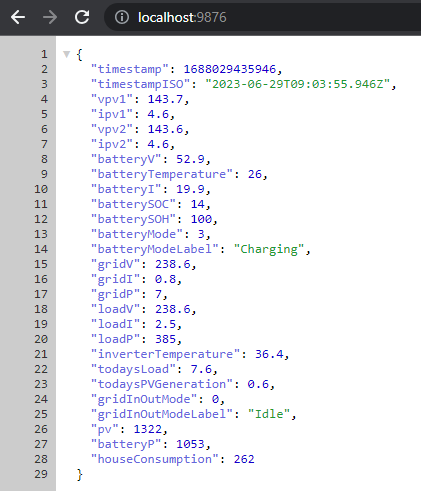 localhost:9876
1 {
2 "timestamp": 1688029435946,
3 "timestampISO": "2023-06-29T09:03:55.946Z",
4 "vpv1": 143.7,
5 "ipv1": 4.6,
6 "vpv2": 143.6,
7 "ipv2": 4.6,
8 "batteryV": 52.9,
9 "batteryTemperature": 26,
10 "batteryI": 19.9,
11 "batterySOC": 14,
12 "batterySOH": 100,
13 "batteryMode": 3,
14 "batteryModeLabel": "Charging",
15 "gridV": 238.6,
16 "gridI": 0.8,
17 "gridP": 7,
18 "loadV": 238.6,
19 "loadI": 2.5,
20 "loadP": 385,
21 "inverterTemperature": 36.4,
22 "todaysLoad": 7.6,
23 "todaysPVGeneration": 0.6,
24 "gridInOutMode": 0,
25 "gridInOutModeLabel": "Idle",
26 "pv": 1322,
27 "batteryP": 1053,
28 "houseConsumption": 262
29 }